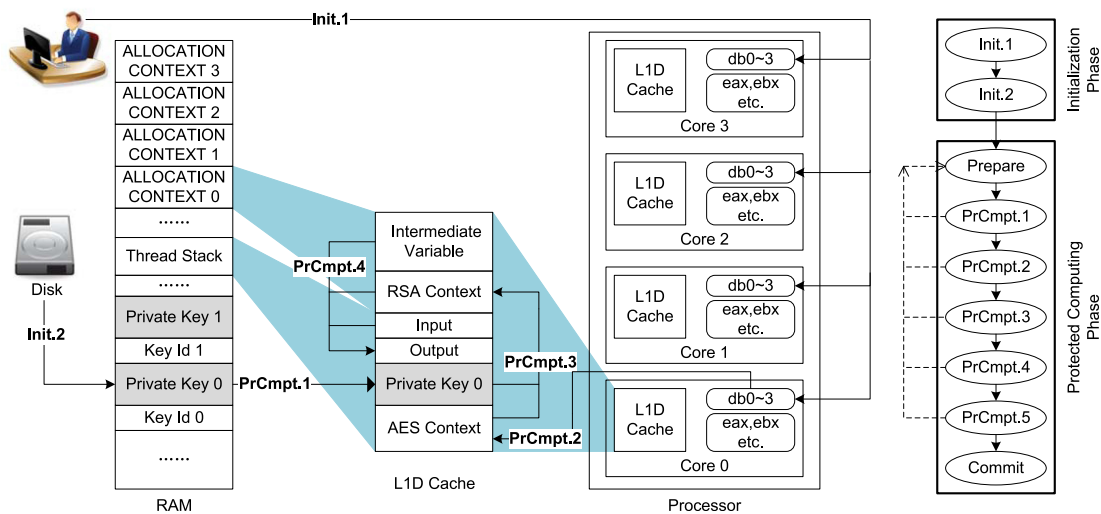 Init.1
ALLOCATION
CONTEXT 3
ALLOCATION
CONTEXT 2
ALLOCATION
CONTEXT 1
ALLOCATION
CONTEXT 0
......
Thread Stack
......
Private Key 1
Key Id 1
Private Key 0
Key Id 0
......
RAM
Disk
Init.2
PrCmpt.1
Intermediate
Variable
PrCmpt.4
RSA Context
Input
Output
PrCmpt.3
Private Key 0
AES Context
PrCmpt.2
L1D Cache
L1D
Cache
db0~3
eax,ebx
etc.
Core 3
L1D
Cache
db0~3
eax,ebx
etc.
Core 2
L1D
Cache
db0~3
eax,ebx
etc.
Core 1
L1D
Cache
db0~3
eax,ebx
etc.
Core 0
Processor
Init.1
Init.2
Initialization
Phase
Prepare
PrCmpt.1
PrCmpt.2
PrCmpt.3
PrCmpt.4
PrCmpt.5
Commit
Protected Computing
Phase